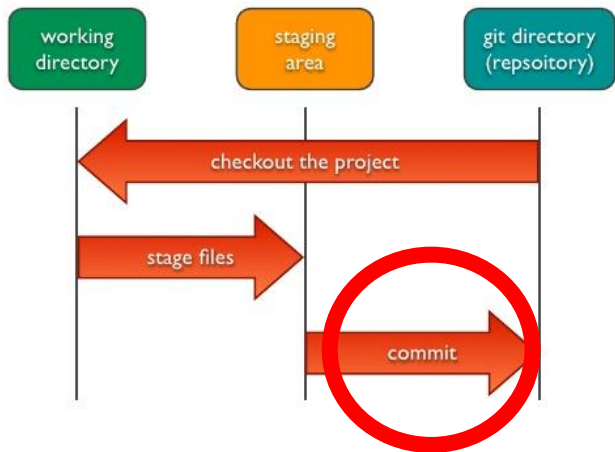 working
directory
staging
area
git directory
(repsoitory)
checkout the project
stage files
commit